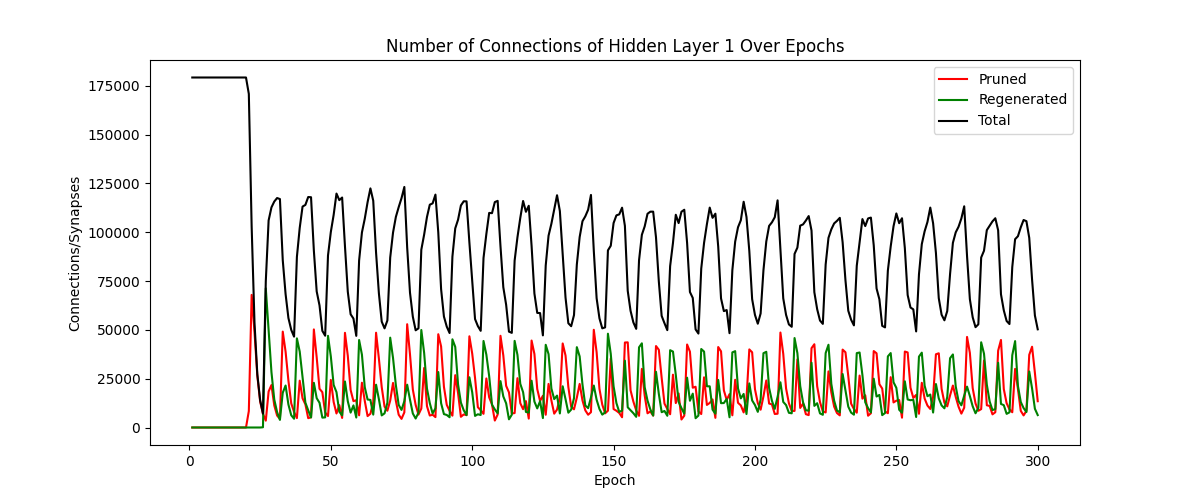 Number of Connections of Hidden Layer 1 Over Epochs
Pruned
Regenerated
Total
Connections/Synapses
175000
150000
125000
100000
75000
50000
25000
0
0 50 100 150 200 250 300
Epoch